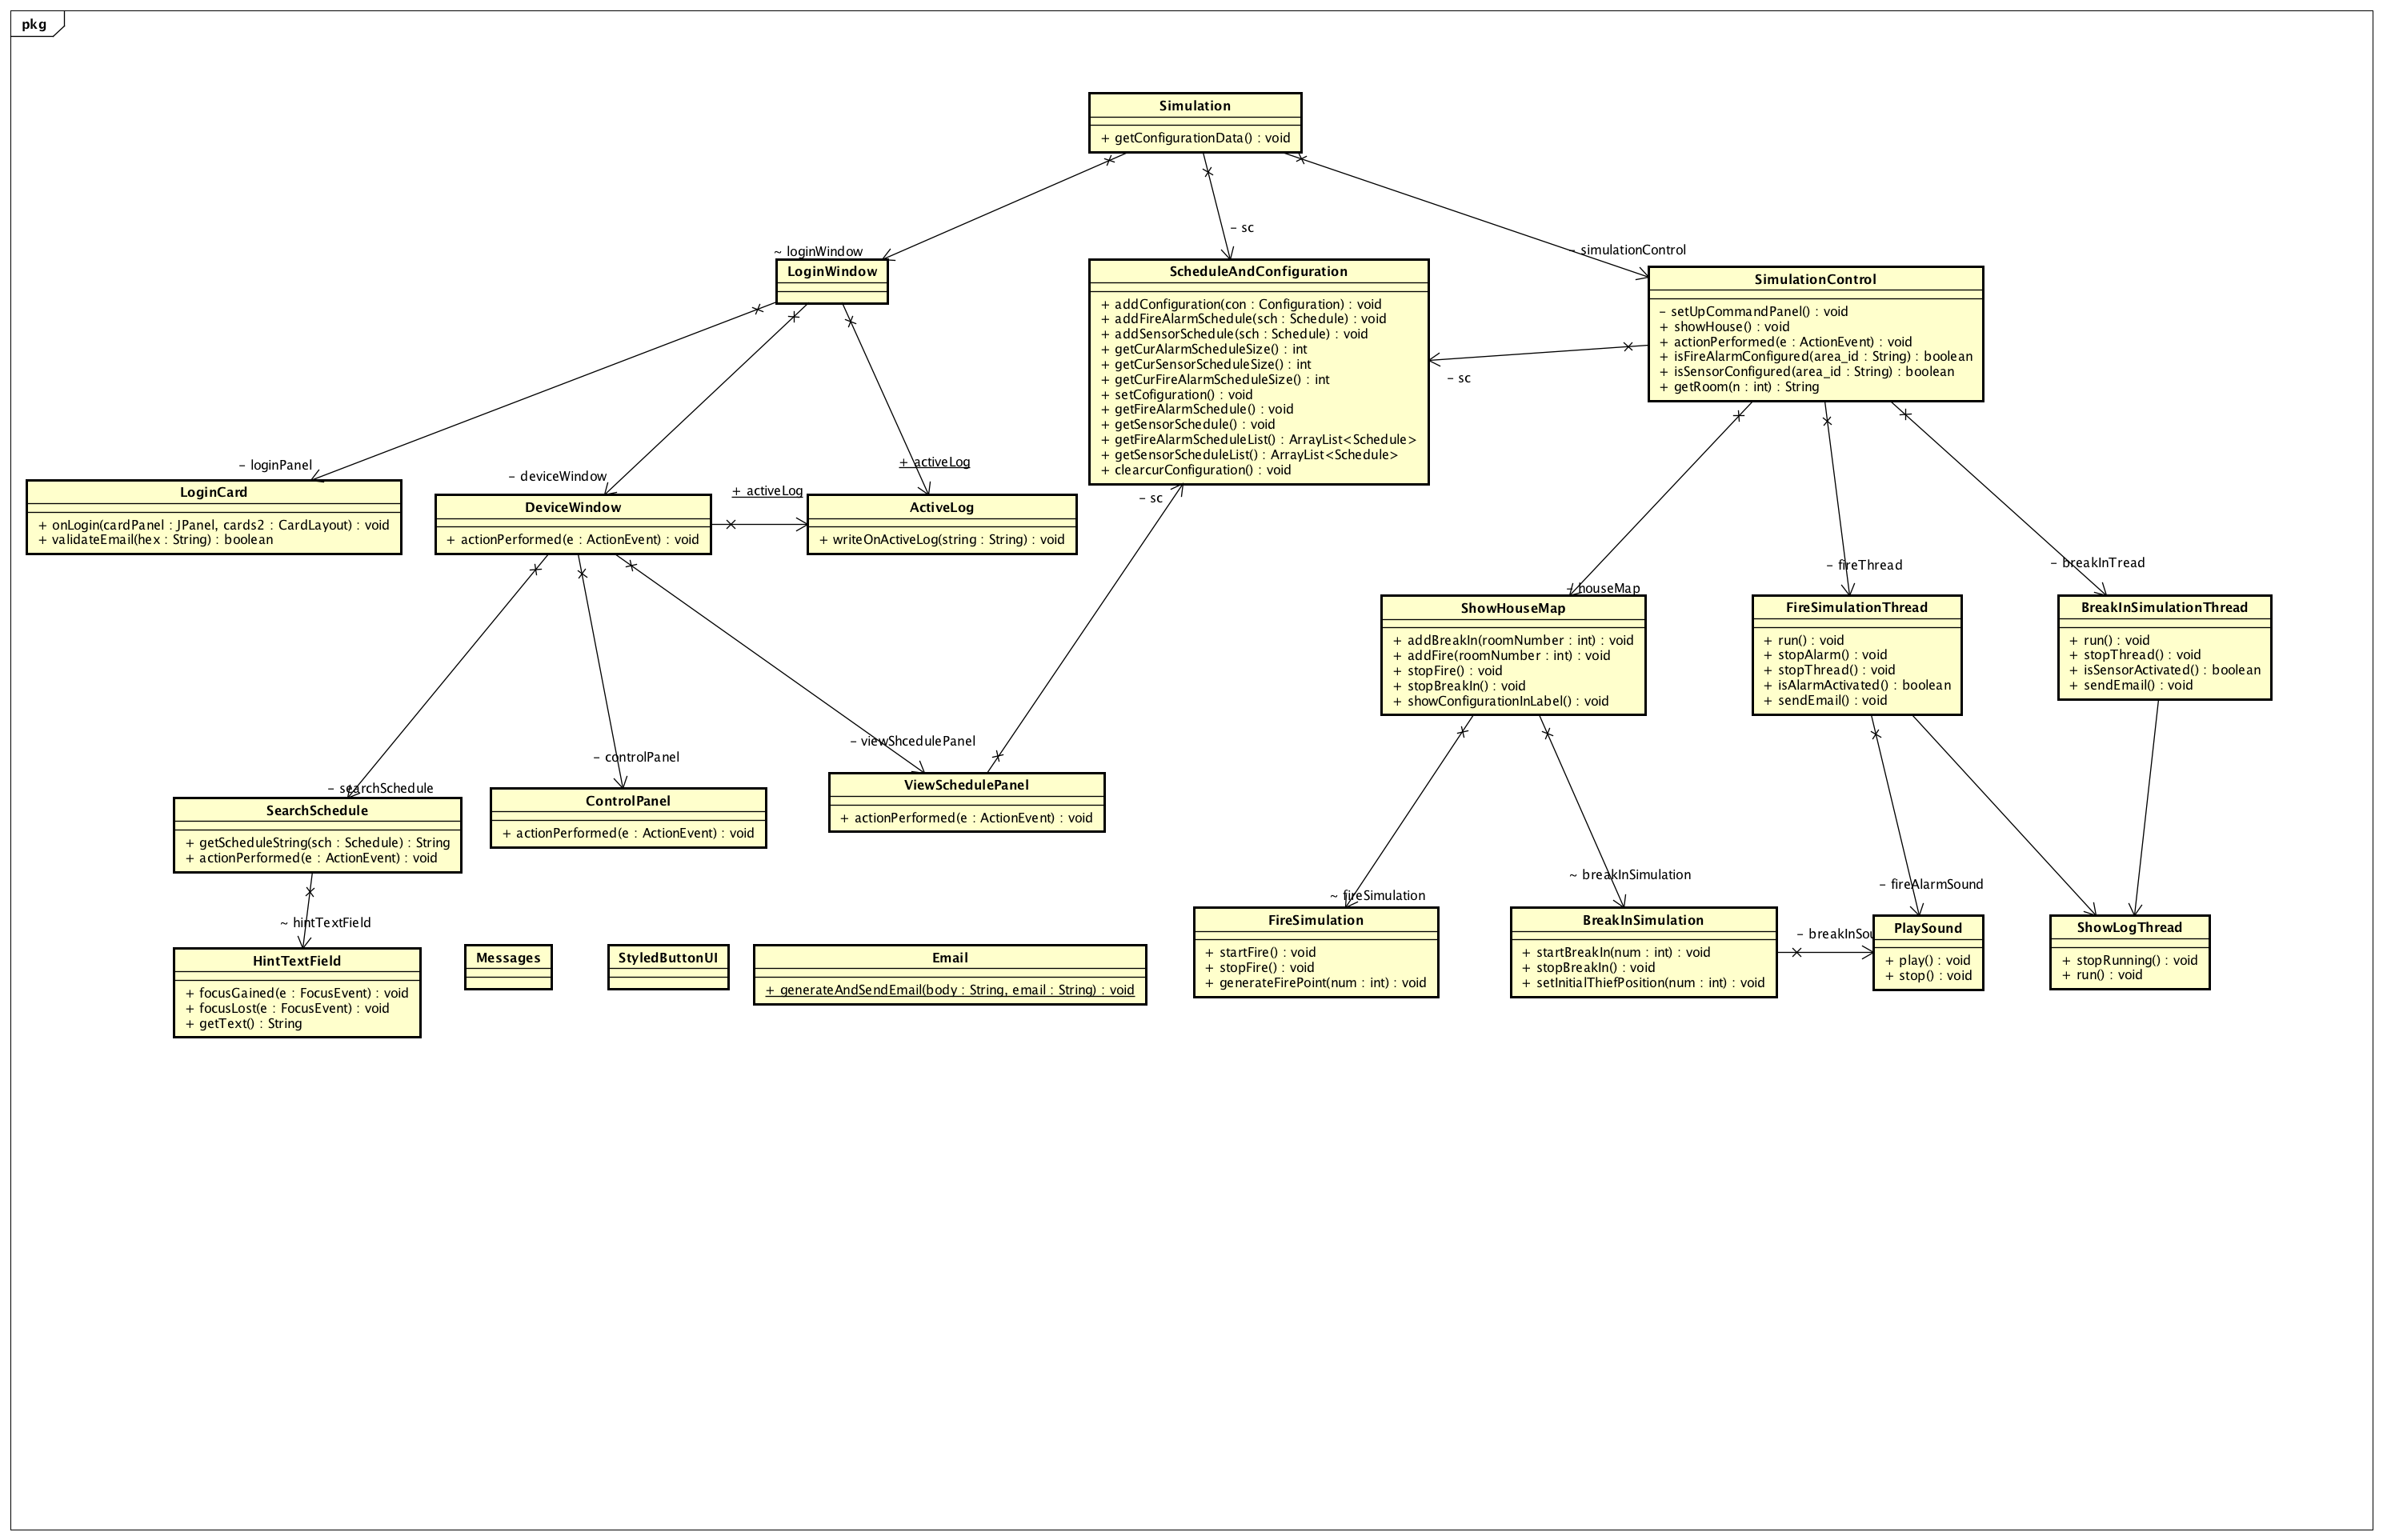 pkg
Simulation
+ getConfigurationData() : void
~ loginWindow
– sc
– simulationControl
LoginWindow
ScheduleAndConfiguration
+ addConfiguration(con : Configuration) : void
+ addFireAlarmSchedule(sch : Schedule) : void
+ addSensorSchedule(sch : Schedule) : void
+ getCurAlarmScheduleSize() : int
+ getCurSensorScheduleSize() : int
+ getCurFireAlarmScheduleSize() : int
+ setCofiguration() : void
+ getFireAlarmSchedule() : void
+ getSensorSchedule() : void
+ getFireAlarmScheduleList() : ArrayList<Schedule>
+ getSensorScheduleList() : ArrayList<Schedule>
+ clearcurConfiguration() : void
SimulationControl
– setUpCommandPanel() : void
+ showHouse() : void
+ actionPerformed(e : ActionEvent) : void
+ isFireAlarmConfigured(area_id : String) : boolean
+ isSensorConfigured(area_id : String) : boolean
+ getRoom(n : int) : String
– sc
– loginPanel
– deviceWindow
+ activeLog
+ activeLog
– sc
LoginCard
+ onLogin(cardPanel : JPanel, cards2 : CardLayout) : void
+ validateEmail(hex : String) : boolean
DeviceWindow
+ actionPerformed(e : ActionEvent) : void
ActiveLog
+ writeOnActiveLog(string : String) : void
houseMap
– fireThread
– breakInTread
ShowHouseMap
+ addBreakIn(roomNumber : int) : void
+ addFire(roomNumber : int) : void
+ stopFire() : void
+ stopBreakIn() : void
+ showConfigurationInLabel() : void
FireSimulationThread
+ run() : void
+ stopAlarm() : void
+ stopThread() : void
+ isAlarmActivated() : boolean
+ sendEmail() : void
BreakInSimulationThread
+ run() : void
+ stopThread() : void
+ isSensorActivated() : boolean
+ sendEmail() : void
– searchSchedule
– controlPanel
– viewShcedulePanel
SearchSchedule
+ getScheduleString(sch : Schedule) : String
+ actionPerformed(e : ActionEvent) : void
ControlPanel
+ actionPerformed(e : ActionEvent) : void
ViewSchedulePanel
+ actionPerformed(e : ActionEvent) : void
~ hintTextField
~ fireSimulation
~ breakInSimulation
– fireAlarmSound
– breakInSou
HintTextField
+ focusGained(e : FocusEvent) : void
+ focusLost(e : FocusEvent) : void
+ getText() : String
Messages
StyledButtonUI
Email
+ generateAndSendEmail(body : String, email : String) : void
FireSimulation
+ startFire() : void
+ stopFire() : void
+ generateFirePoint(num : int) : void
BreakInSimulation
+ startBreakIn(num : int) : void
+ stopBreakIn() : void
+ setInitialThiefPosition(num : int) : void
PlaySound
+ play() : void
+ stop() : void
ShowLogThread
+ stopRunning() : void
+ run() : void